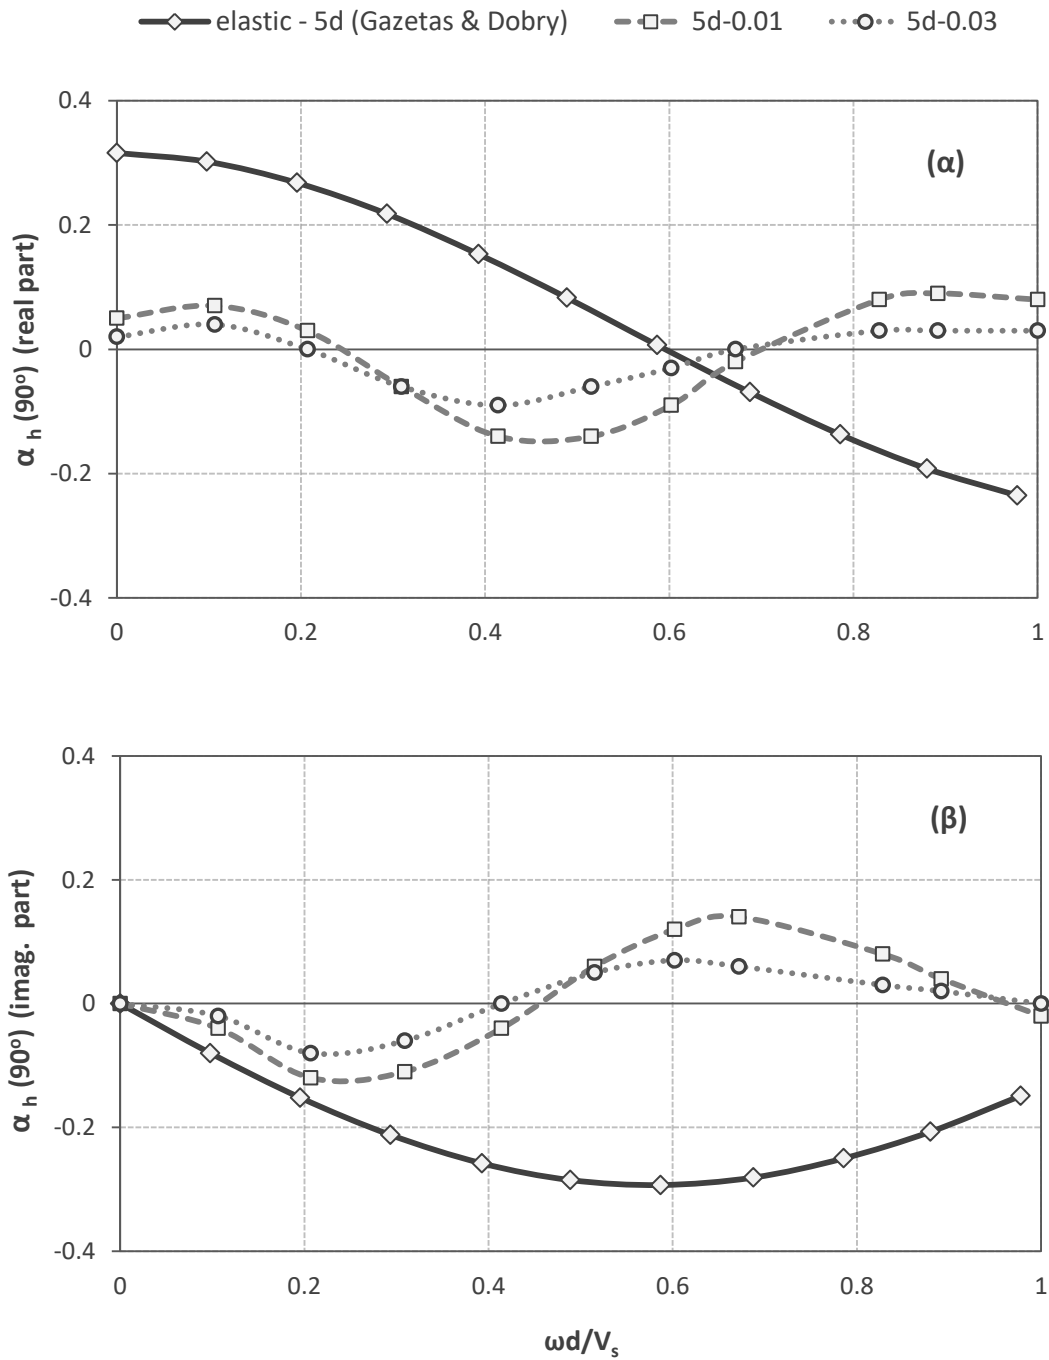 elastic - 5d (Gazetas & Dobry) 5d-0.01 5d-0.03
0.4
(α)
0.2
0
-0.2
-0.4
α h (90º) (real part)
0 0.2 0.4 0.6 0.8 1
0.4
(β)
0.2
0
-0.2
-0.4
α h (90º) (imag. part)
0 0.2 0.4 0.6 0.8 1
ωd/Vs